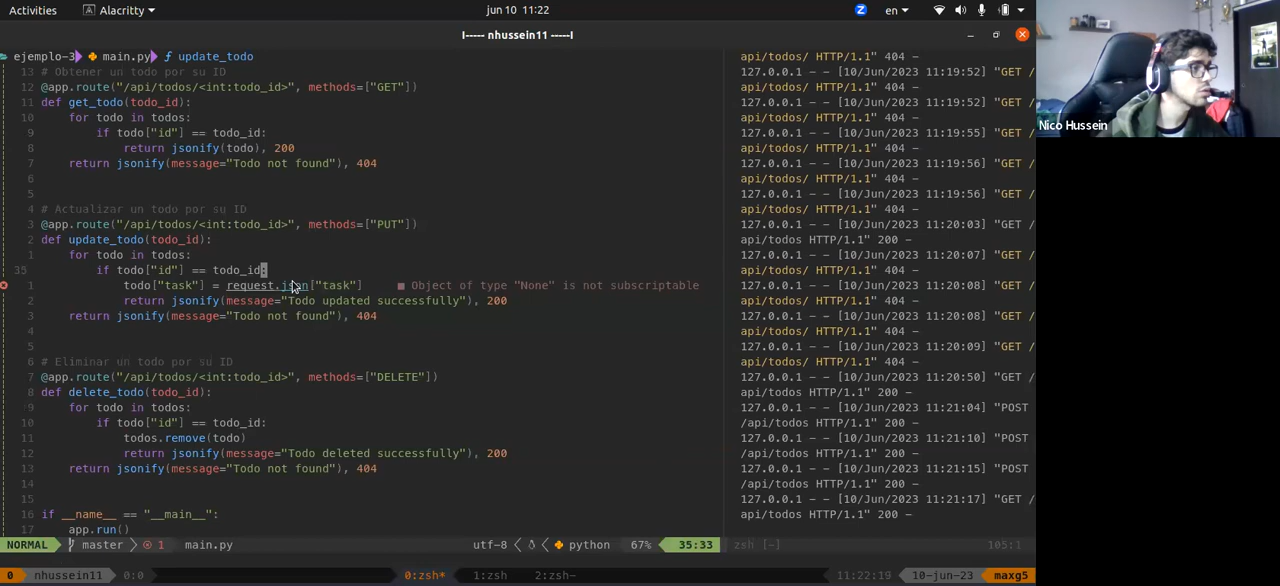 Activities
Alacritty
jun 10 11:22
en
I----- nhussein11 -----I
ejemplo-3 main.py ƒ update_todo
13 # Obtener un todo por su ID
12 @app.route("/api/todos/<int:todo_id>", methods=["GET"])
11 def get_todo(todo_id):
10 for todo in todos:
9 if todo["id"] == todo_id:
8 return jsonify(todo), 200
7 return jsonify(message="Todo not found"), 404
6
5
4 # Actualizar un todo por su ID
3 @app.route("/api/todos/<int:todo_id>", methods=["PUT"])
2 def update_todo(todo_id):
1 for todo in todos:
35 if todo["id"] == todo_id:
1 todo["task"] = request.json["task"] ■ Object of type "None" is not subscriptable
2 return jsonify(message="Todo updated successfully"), 200
3 return jsonify(message="Todo not found"), 404
4
5
6 # Eliminar un todo por su ID
7 @app.route("/api/todos/<int:todo_id>", methods=["DELETE"])
8 def delete_todo(todo_id):
9 for todo in todos:
10 if todo["id"] == todo_id:
11 todos.remove(todo)
12 return jsonify(message="Todo deleted successfully"), 200
13 return jsonify(message="Todo not found"), 404
14
15
16 if __name__ == "__main__":
17 app.run()
NORMAL master 1 main.py utf-8 python 67% 35:33
api/todos/ HTTP/1.1" 404 -
127.0.0.1 - - [10/Jun/2023 11:19:52] "GET /
api/todos/ HTTP/1.1" 404 -
127.0.0.1 - - [10/Jun/2023 11:19:52] "GET /
api/todos/ HTTP/1.1" 404 -
127.0.0.1 - - [10/Jun/2023 11:19:55] "GET /
api/todos/ HTTP/1.1" 404 -
127.0.0.1 - - [10/Jun/2023 11:19:56] "GET /
api/todos/ HTTP/1.1" 404 -
127.0.0.1 - - [10/Jun/2023 11:19:56] "GET /
api/todos/ HTTP/1.1" 404 -
127.0.0.1 - - [10/Jun/2023 11:20:03] "GET /
api/todos HTTP/1.1" 200 -
127.0.0.1 - - [10/Jun/2023 11:20:07] "GET /
api/todos/ HTTP/1.1" 404 -
127.0.0.1 - - [10/Jun/2023 11:20:08] "GET /
api/todos/ HTTP/1.1" 404 -
127.0.0.1 - - [10/Jun/2023 11:20:08] "GET /
api/todos/ HTTP/1.1" 404 -
127.0.0.1 - - [10/Jun/2023 11:20:09] "GET /
api/todos/ HTTP/1.1" 404 -
127.0.0.1 - - [10/Jun/2023 11:20:50] "GET /
api/todos HTTP/1.1" 200 -
127.0.0.1 - - [10/Jun/2023 11:21:04] "POST
/api/todos HTTP/1.1" 200 -
127.0.0.1 - - [10/Jun/2023 11:21:10] "POST
/api/todos HTTP/1.1" 200 -
127.0.0.1 - - [10/Jun/2023 11:21:15] "POST
/api/todos HTTP/1.1" 200 -
127.0.0.1 - - [10/Jun/2023 11:21:17] "GET /
api/todos HTTP/1.1" 200 -
zsh [-] 105:1
0 nhussein11 0:0 0:zsh* 1:zsh 2:zsh- 11:22:19 10-jun-23 maxg5
Nico Hussein